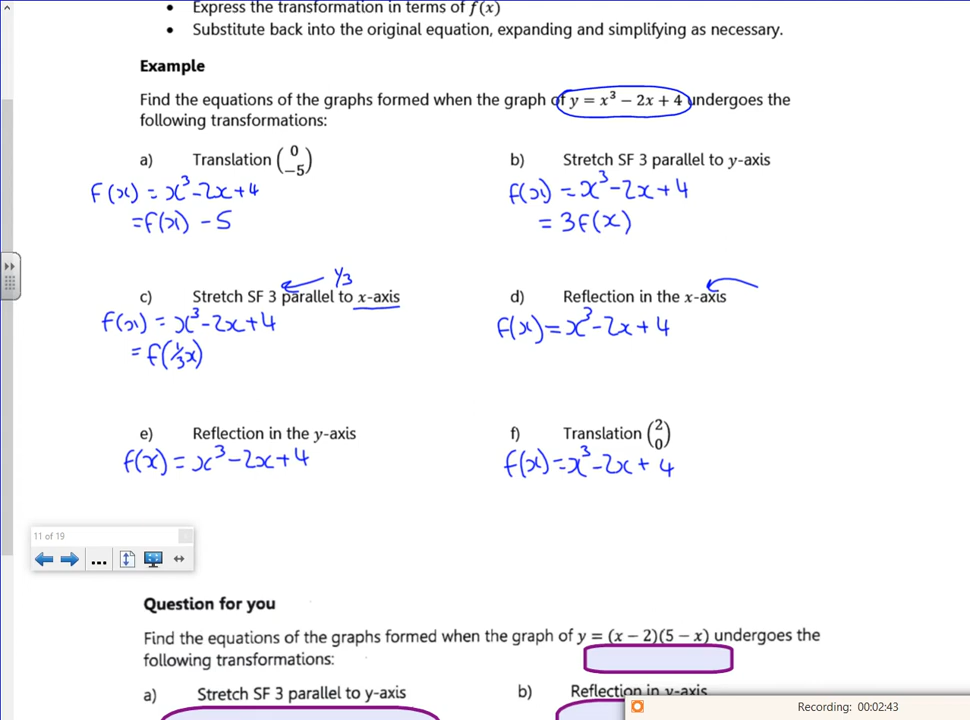 • Express the transformation in terms of f(x)
• Substitute back into the original equation, expanding and simplifying as necessary.
Example
Find the equations of the graphs formed when the graph of y = x³ − 2x + 4 undergoes the
following transformations:
a) Translation (0 −5)
f(x) = x³-2x+4
=f(x) -5
b) Stretch SF 3 parallel to y-axis
f(x) = x³-2x+4
= 3f(x)
1/3
c) Stretch SF 3 parallel to x-axis
f(x) = x³-2x+4
= f(1/3x)
d) Reflection in the x-axis
f(x) = x³-2x+4
e) Reflection in the y-axis
f(x) = x³-2x+4
f) Translation (2 0)
f(x) = x³-2x+4
11 of 19
...
Question for you
Find the equations of the graphs formed when the graph of y = (x − 2)(5 − x) undergoes the
following transformations:
a) Stretch SF 3 parallel to y-axis
b) Reflection in y-axis
Recording: 00:02:43